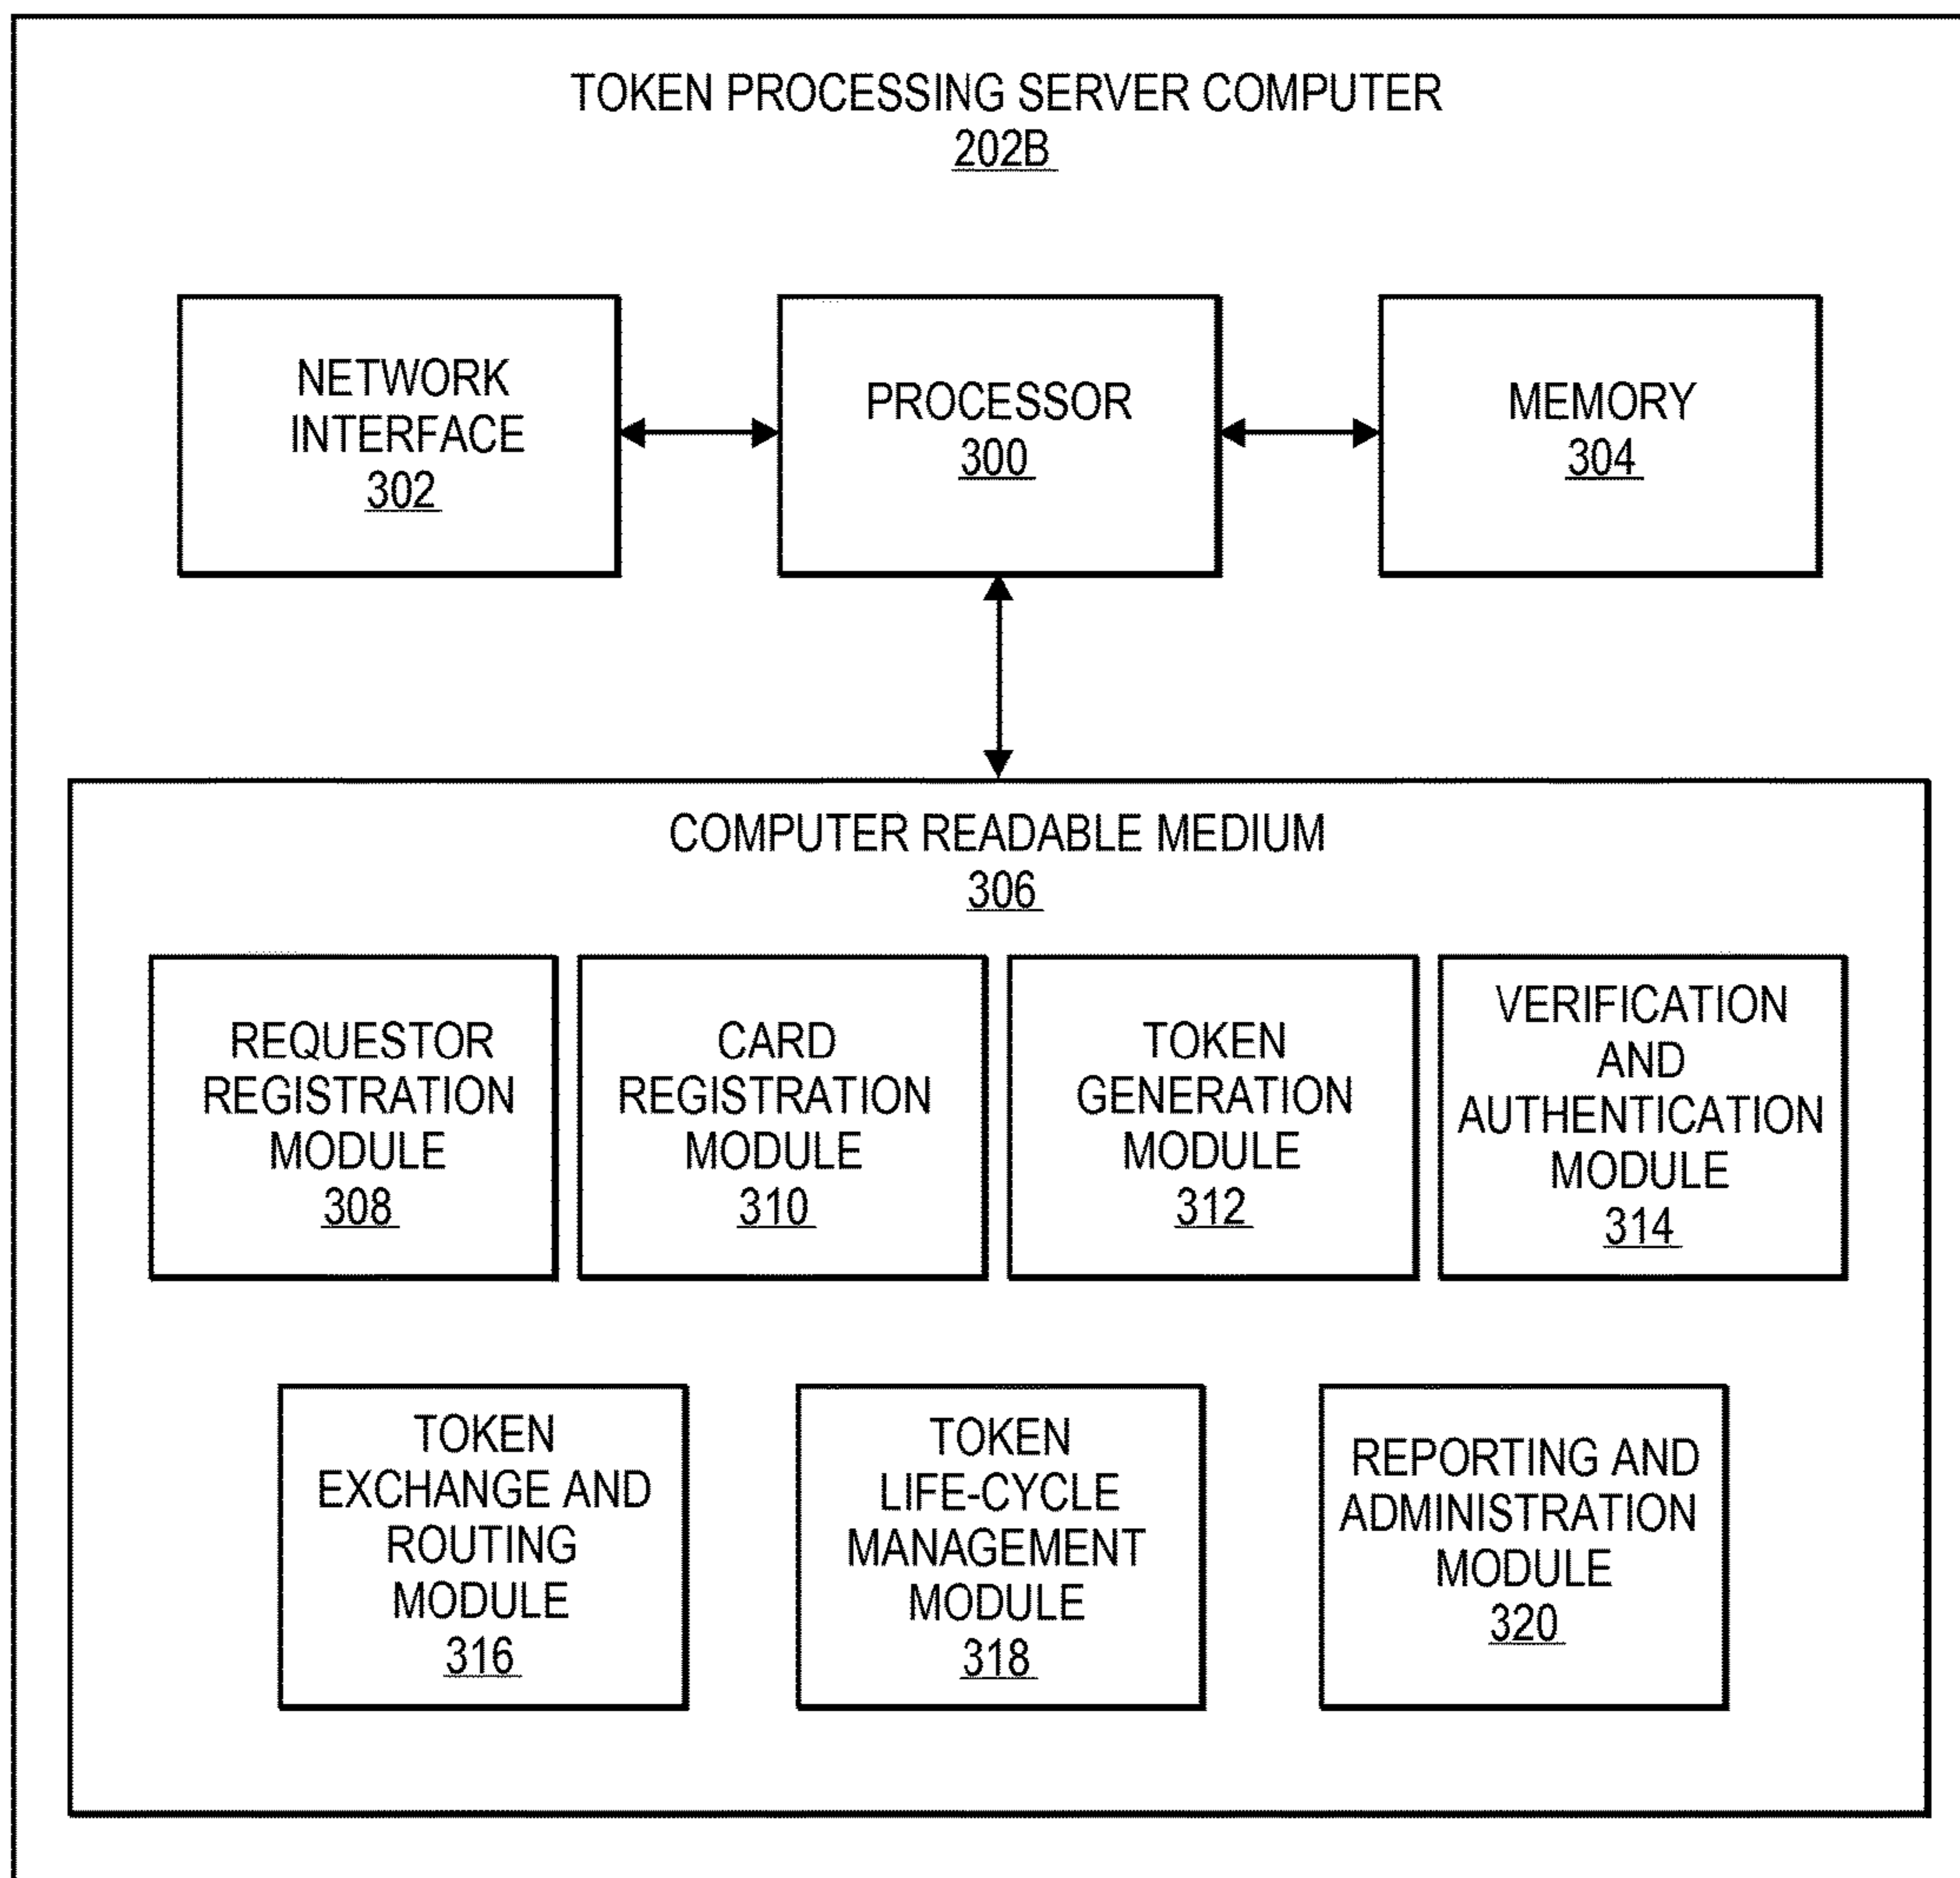 TOKEN PROCESSING SERVER COMPUTER
202B
NETWORK
INTERFACE
302
PROCESSOR
300
MEMORY
304
COMPUTER READABLE MEDIUM
306
REQUESTOR
REGISTRATION
MODULE
308
CARD
REGISTRATION
MODULE
310
TOKEN
GENERATION
MODULE
312
VERIFICATION
AND
AUTHENTICATION
MODULE
314
TOKEN
EXCHANGE AND
ROUTING
MODULE
316
TOKEN
LIFE-CYCLE
MANAGEMENT
MODULE
318
REPORTING AND
ADMINISTRATION
MODULE
320